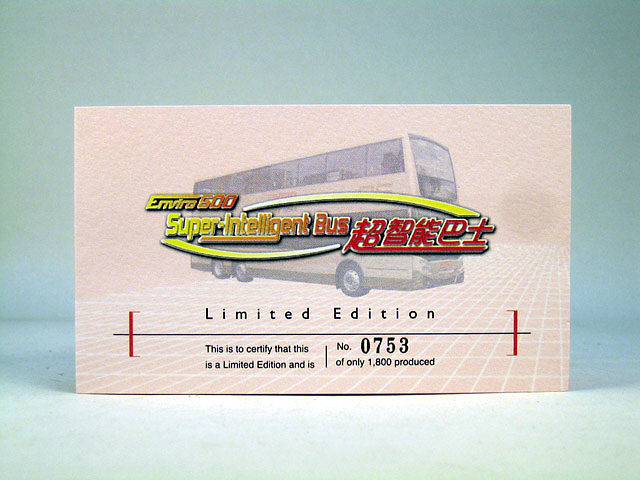 Enviro 500
Super-Intelligent Bus 超智能巴士
Limited Edition
This is to certify that this
is a Limited Edition and is
No. 0753
of only 1,800 produced